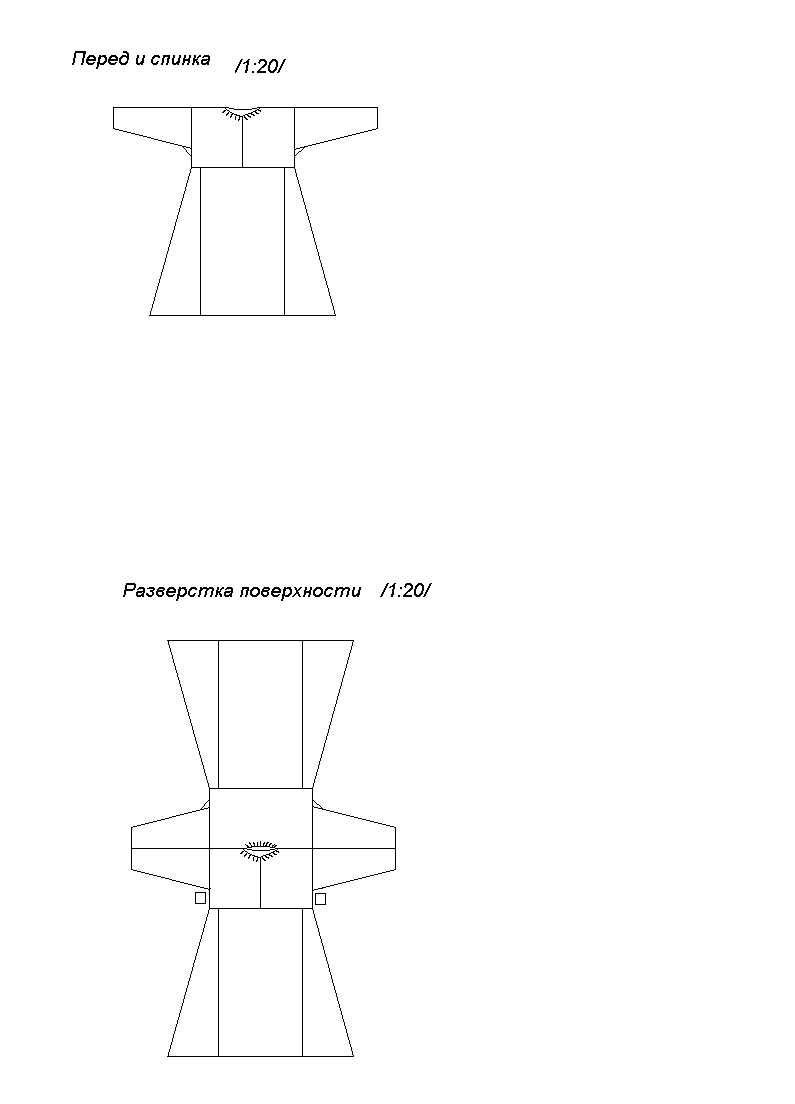 Перед и спинка /1:20/
Разверстка поверхности /1:20/